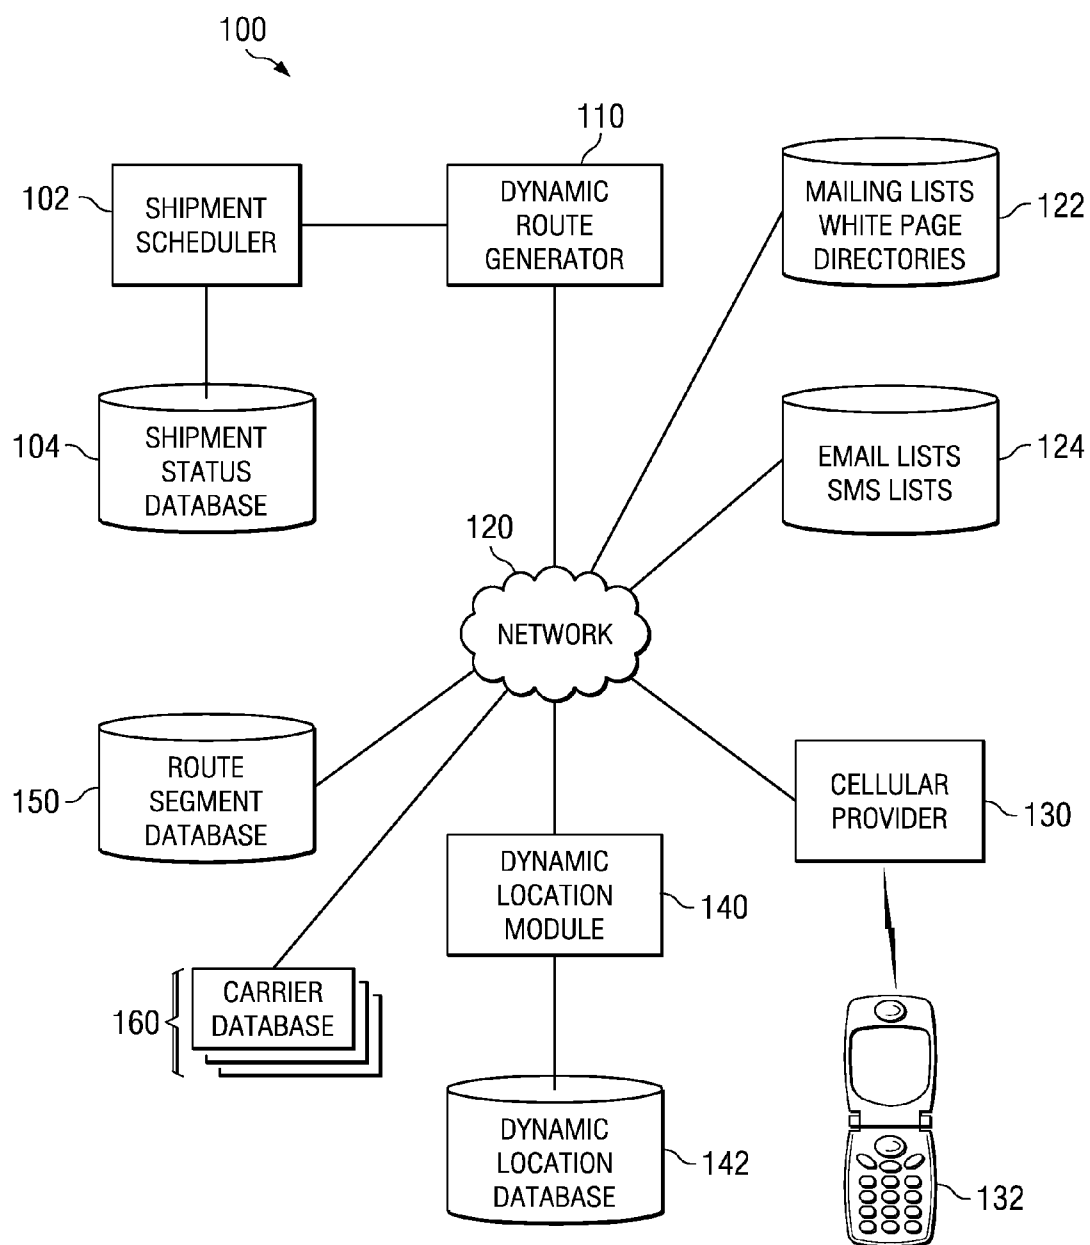 100
110
102
SHIPMENT
SCHEDULER
DYNAMIC
ROUTE
GENERATOR
MAILING LISTS
WHITE PAGE
DIRECTORIES
122
104
SHIPMENT
STATUS
DATABASE
EMAIL LISTS
SMS LISTS
124
120
NETWORK
150
ROUTE
SEGMENT
DATABASE
CELLULAR
PROVIDER
130
DYNAMIC
LOCATION
MODULE
140
160
CARRIER
DATABASE
DYNAMIC
LOCATION
DATABASE
142
132